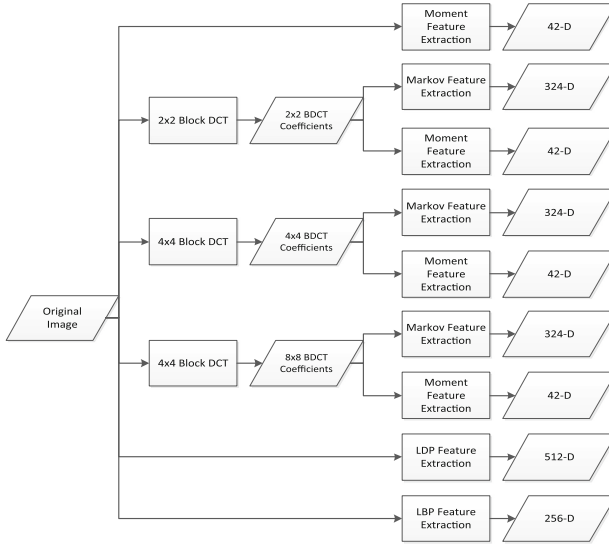 Moment
Feature
Extraction
42-D
Markov Feature
Extraction
324-D
2x2 Block DCT
2x2 BDCT
Coefficients
Moment
Feature
Extraction
42-D
Markov Feature
Extraction
324-D
4x4 Block DCT
4x4 BDCT
Coefficients
Moment
Feature
Extraction
42-D
Original
Image
Markov Feature
Extraction
324-D
4x4 Block DCT
8x8 BDCT
Coefficients
Moment
Feature
Extraction
42-D
LDP Feature
Extraction
512-D
LBP Feature
Extraction
256-D